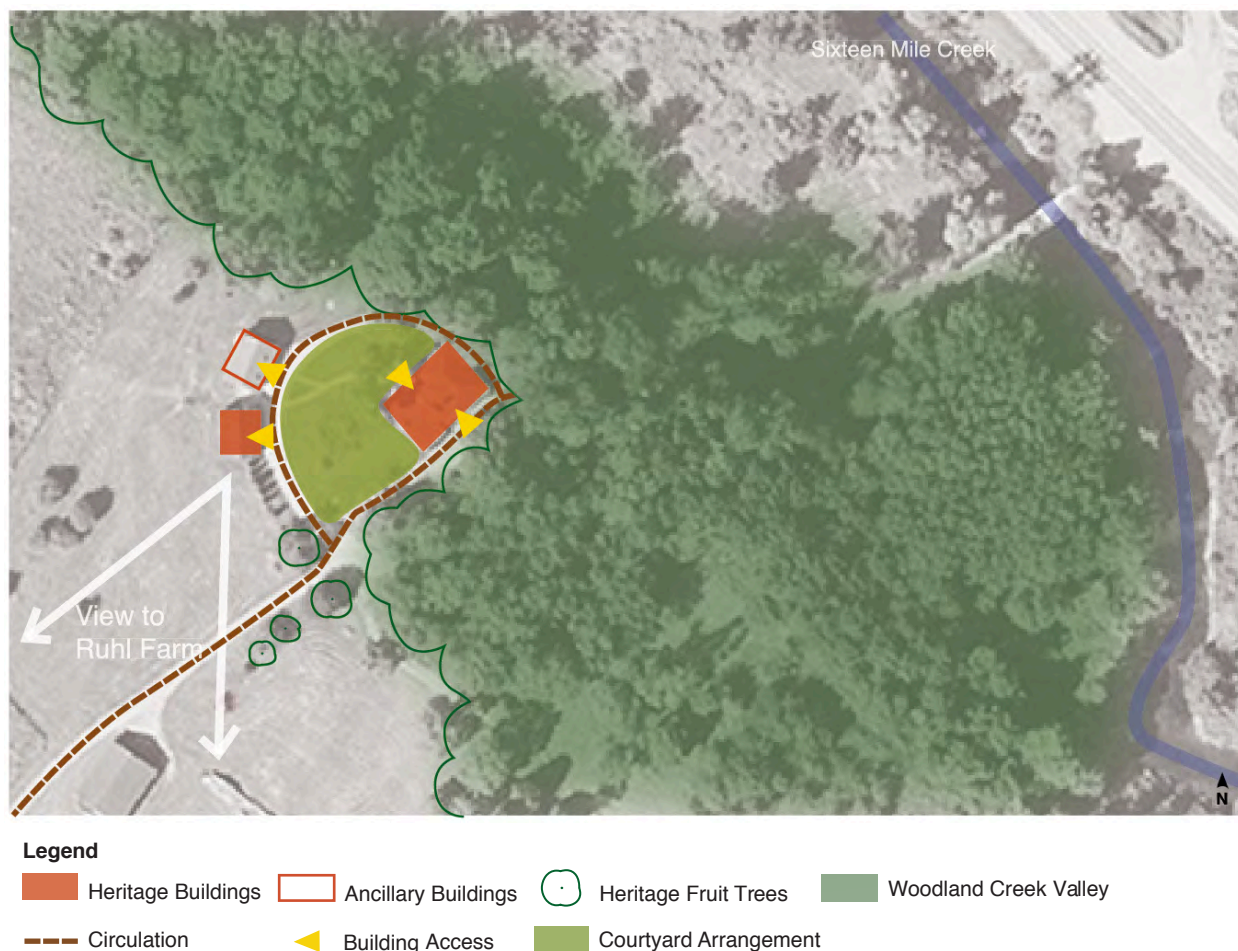 Sixteen Mile Creek
View to
Ruhl Farm
N
Legend
Heritage Buildings
Ancillary Buildings
Heritage Fruit Trees
Woodland Creek Valley
Circulation
Building Access
Courtyard Arrangement